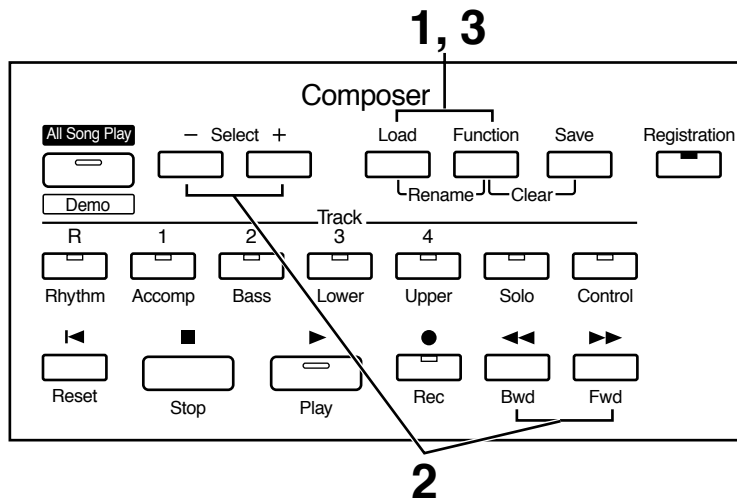 1, 3
Composer
All Song Play
− Select +
Load
Function
Save
Registration
Rename
Clear
Demo
Track
R 1 2 3 4
Rhythm Accomp Bass Lower Upper Solo Control
Reset
Stop
Play
Rec
Bwd
Fwd
2